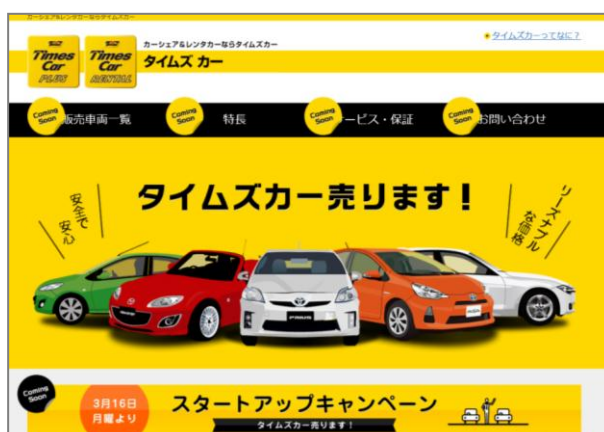 カーシェア&レンタカーならタイムズカー
Times Car PLUS
Times Car RENTAL
カーシェア&レンタカーならタイムズカー
タイムズ カー
タイムズカーってなに？
Coming Soon 販売車両一覧
Coming Soon 特長
Coming Soon サービス・保証
Coming Soon お問い合わせ
安全で安心
タイムズカー売ります！
リーズナブルな価格
PRIUS
AQUA
Coming Soon
3月16日
月曜より
スタートアップキャンペーン
タイムズカー売ります！